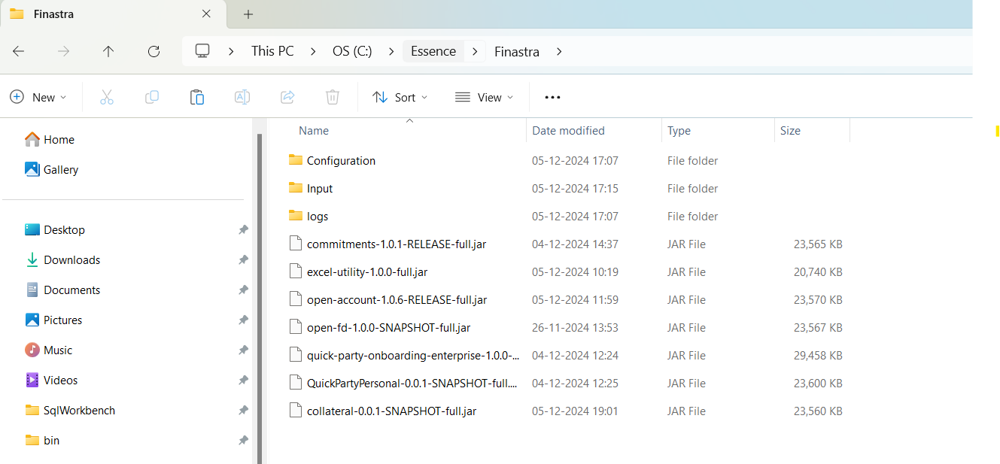 Finastra
This PC > OS (C:) > Essence > Finastra >
New
Sort
View
Home
Gallery
Desktop
Downloads
Documents
Pictures
Music
Videos
SqlWorkbench
bin
Name Date modified Type Size
Configuration 05-12-2024 17:07 File folder
Input 05-12-2024 17:15 File folder
logs 05-12-2024 17:07 File folder
commitments-1.0.1-RELEASE-full.jar 04-12-2024 14:37 JAR File 23,565 KB
excel-utility-1.0.0-full.jar 05-12-2024 10:19 JAR File 20,740 KB
open-account-1.0.6-RELEASE-full.jar 05-12-2024 11:59 JAR File 23,570 KB
open-fd-1.0.0-SNAPSHOT-full.jar 26-11-2024 13:53 JAR File 23,567 KB
quick-party-onboarding-enterprise-1.0.0-... 04-12-2024 12:24 JAR File 29,458 KB
QuickPartyPersonal-0.0.1-SNAPSHOT-full.... 04-12-2024 12:25 JAR File 23,600 KB
collateral-0.0.1-SNAPSHOT-full.jar 05-12-2024 19:01 JAR File 23,560 KB